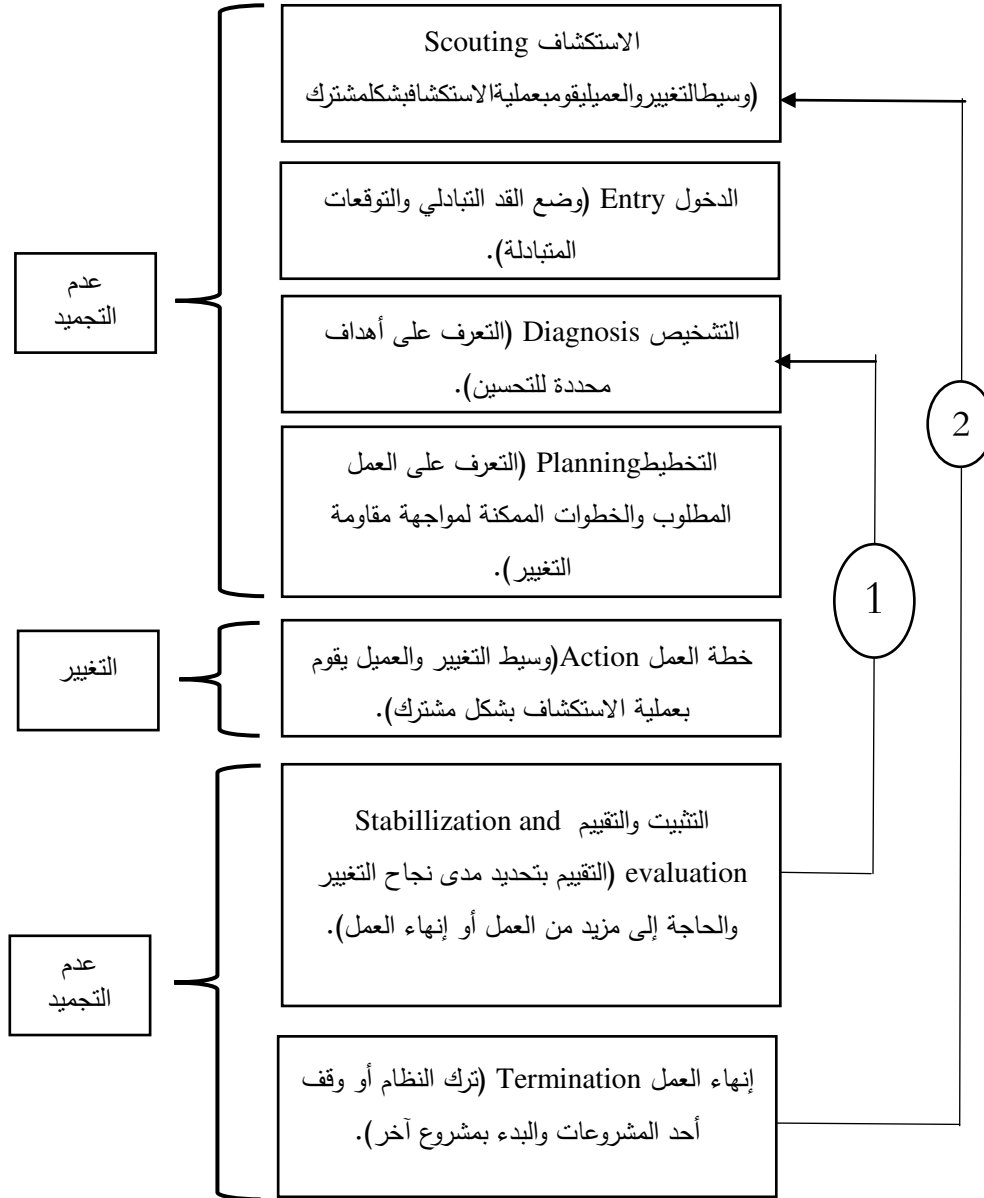 الاستكشاف Scouting
(وسيطالتغييروالعميليقومبعمليةالاستكشافبشكلمشترك
الدخول Entry (وضع القد التبادلي والتوقعات
المتبادلة).
عدم
التجميد
التشخيص Diagnosis (التعرف على أهداف
محددة للتحسين).
التخطيطPlanning (التعرف على العمل
المطلوب والخطوات الممكنة لمواجهة مقاومة
التغيير).
2
1
التغيير
خطة العمل Action(وسيط التغيير والعميل يقوم
بعملية الاستكشاف بشكل مشترك).
التثبيت والتقييم Stabillization and
evaluation (التقييم بتحديد مدى نجاح التغيير
والحاجة إلى مزيد من العمل أو إنهاء العمل).
عدم
التجميد
إنهاء العمل Termination (ترك النظام أو وقف
أحد المشروعات والبدء بمشروع آخر).